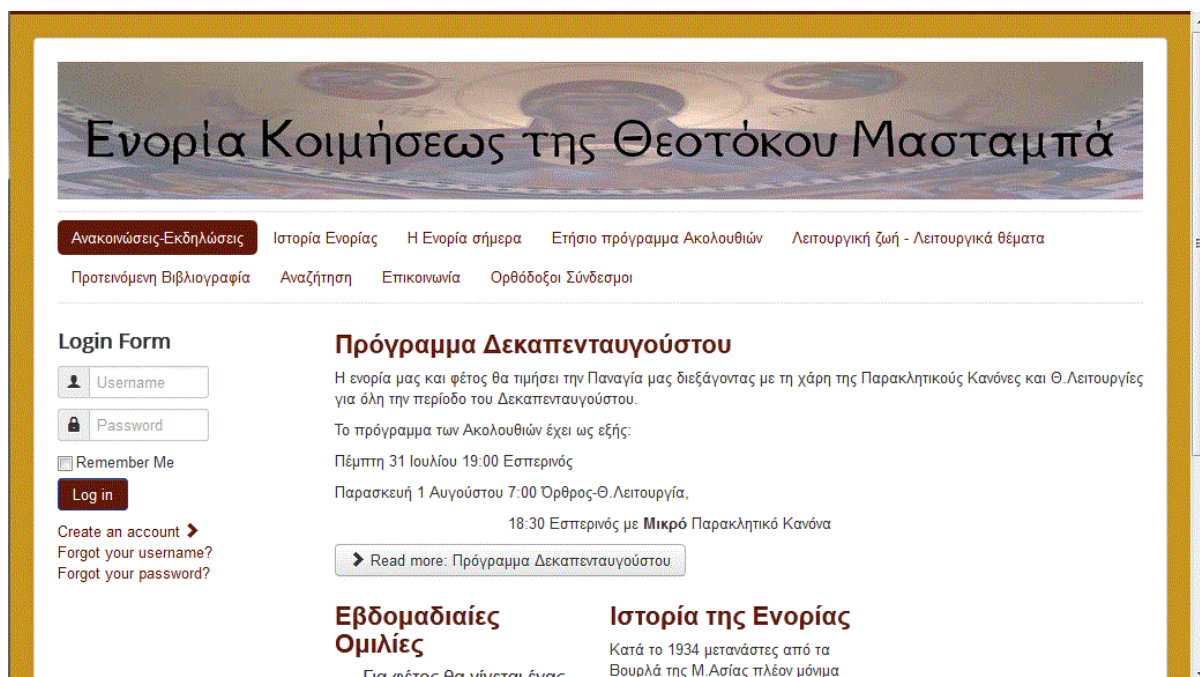 Ενορία Κοιμήσεως της Θεοτόκου Μασταμπά
Ανακοινώσεις-Εκδηλώσεις Ιστορία Ενορίας Η Ενορία σήμερα Ετήσιο πρόγραμμα Ακολουθιών Λειτουργική ζωή - Λειτουργικά θέματα
Προτεινόμενη Βιβλιογραφία Αναζήτηση Επικοινωνία Ορθόδοξοι Σύνδεσμοι
Login Form
Username
Password
Remember Me
Log in
Create an account
Forgot your username?
Forgot your password?
Πρόγραμμα Δεκαπενταυγούστου
Η ενορία μας και φέτος θα τιμήσει την Παναγία μας διεξάγοντας με τη χάρη της Παρακλητικούς Κανόνες και Θ.Λειτουργίες
για όλη την περίοδο του Δεκαπενταυγούστου.
Το πρόγραμμα των Ακολουθιών έχει ως εξής:
Πέμπτη 31 Ιουλίου 19:00 Εσπερινός
Παρασκευή 1 Αυγούστου 7:00 Όρθρος-Θ.Λειτουργία,
18:30 Εσπερινός με Μικρό Παρακλητικό Κανόνα
Read more: Πρόγραμμα Δεκαπενταυγούστου
Εβδομαδιαίες
Ομιλίες
Για φέτος θα γίνεται ένας
Ιστορία της Ενορίας
Κατά το 1934 μετανάστες από τα
Βουρλά της Μ.Ασίας πλέον μόνιμα